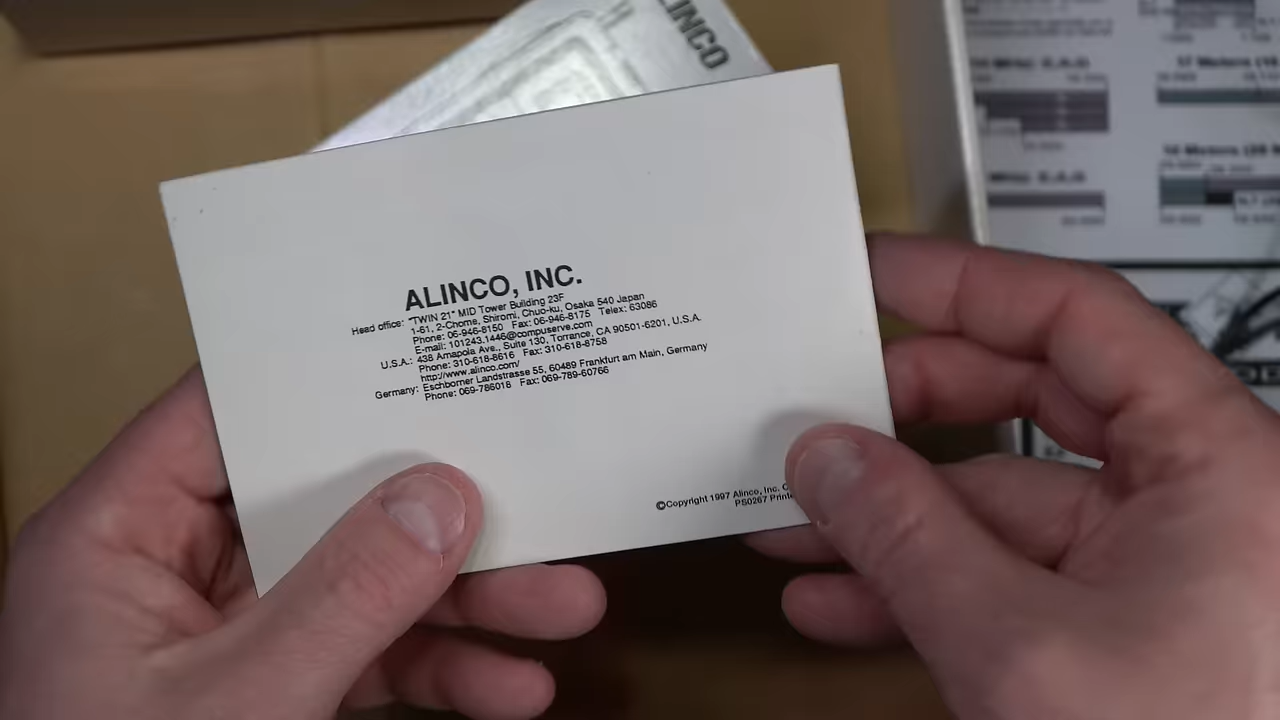 ALINCO
ALINCO, INC.
Head office: "TWIN 21" MID Tower Building 23F
1-61, 2-Chome, Shiromi, Chuo-ku, Osaka 540 Japan
Phone: 06-946-8150 Fax: 06-946-8175 Telex: 63086
E-mail: 101243.1446@compuserve.com
U.S.A.: 438 Amapola Ave., Suite 130, Torrance, CA 90501-6201, U.S.A.
Phone: 310-618-8616 Fax: 310-618-8758
http://www.alinco.com/
Germany: Eschborner Landstrasse 55, 60489 Frankfurt am Main, Germany
Phone: 069-786018 Fax: 069-789-60766
©Copyright 1997 Alinco, Inc.
PS0267
17 Meters